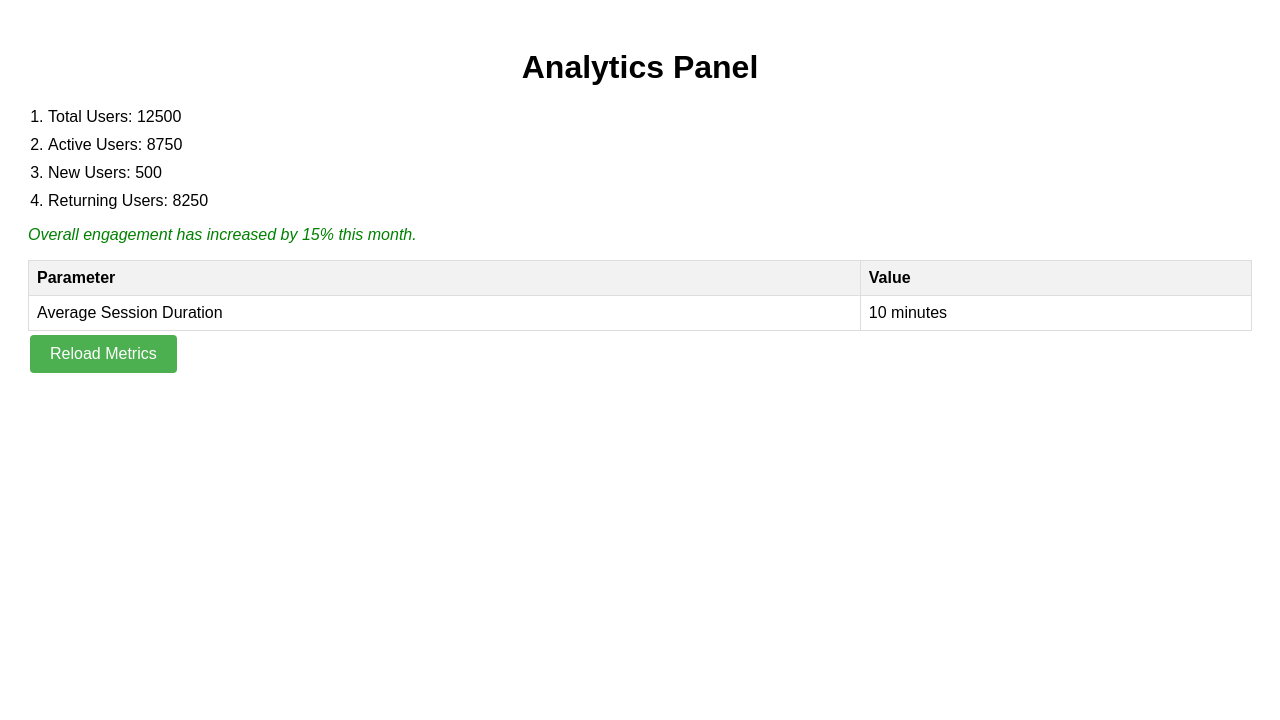 Analytics Panel
1. Total Users: 12500
2. Active Users: 8750
3. New Users: 500
4. Returning Users: 8250
Overall engagement has increased by 15% this month.
Parameter Value
Average Session Duration 10 minutes
Reload Metrics